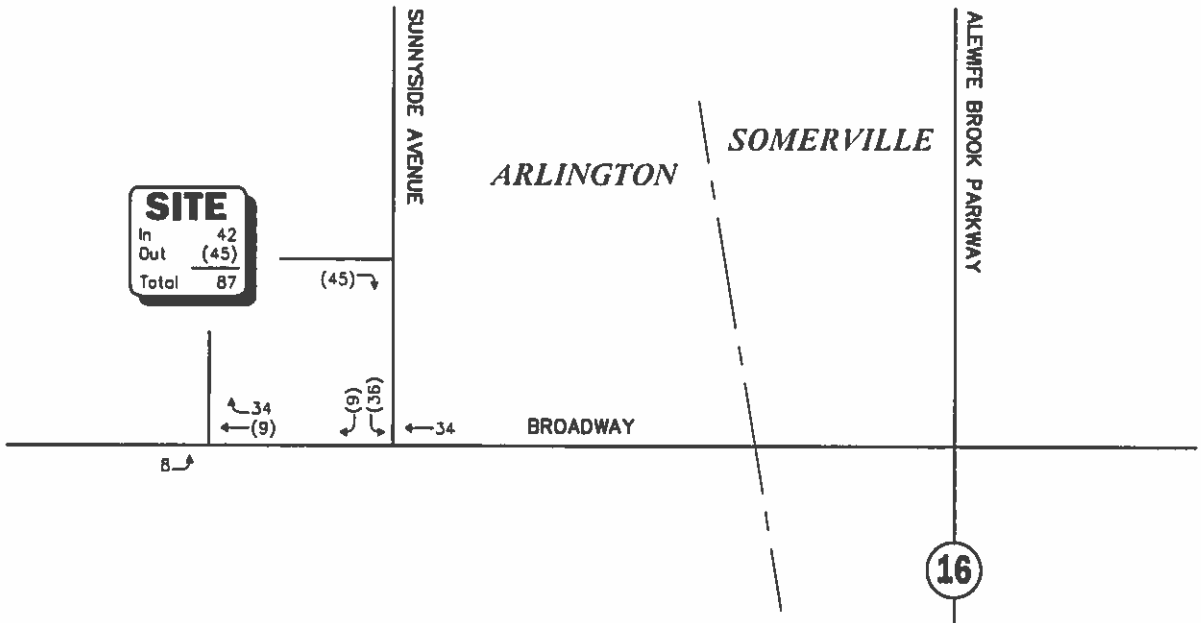 SUNNYSIDE AVENUE
ALEWIFE BROOK PARKWAY
SOMERVILLE
ARLINGTON
SITE
In 42
Out (45)
Total 87
(45)
34
(9)
(9)
(36)
34
BROADWAY
8
16